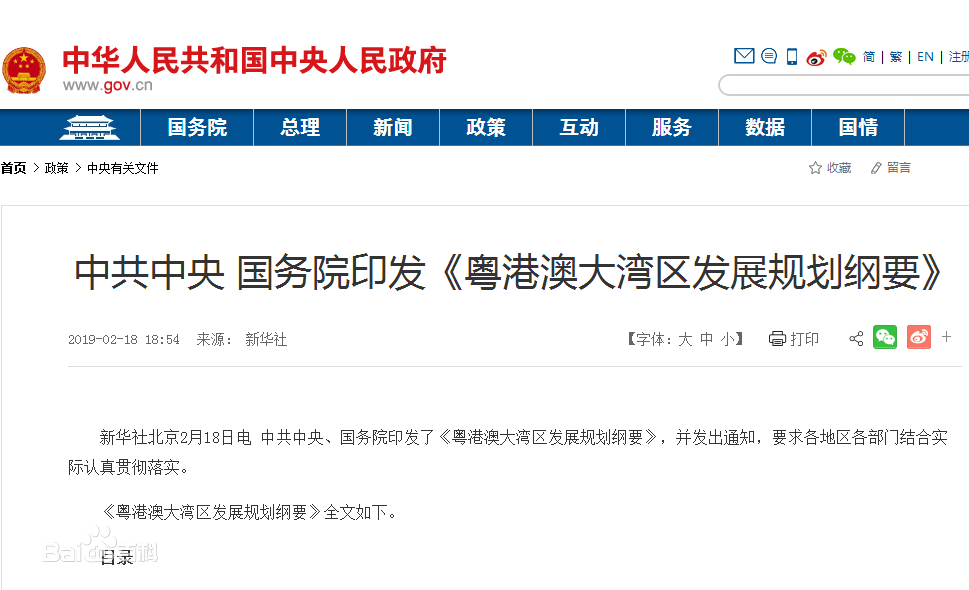 中华人民共和国中央人民政府
www.gov.cn
简 | 繁 | EN | 注册
国务院 总理 新闻 政策 互动 服务 数据 国情
首页 > 政策 > 中央有关文件 收藏 留言
中共中央 国务院印发《粤港澳大湾区发展规划纲要》
2019-02-18 18:54 来源： 新华社 【字体：大 中 小】 打印 +
新华社北京2月18日电 中共中央、国务院印发了《粤港澳大湾区发展规划纲要》，并发出通知，要求各地区各部门结合实
际认真贯彻落实。
《粤港澳大湾区发展规划纲要》全文如下。
目录
Baidu百科